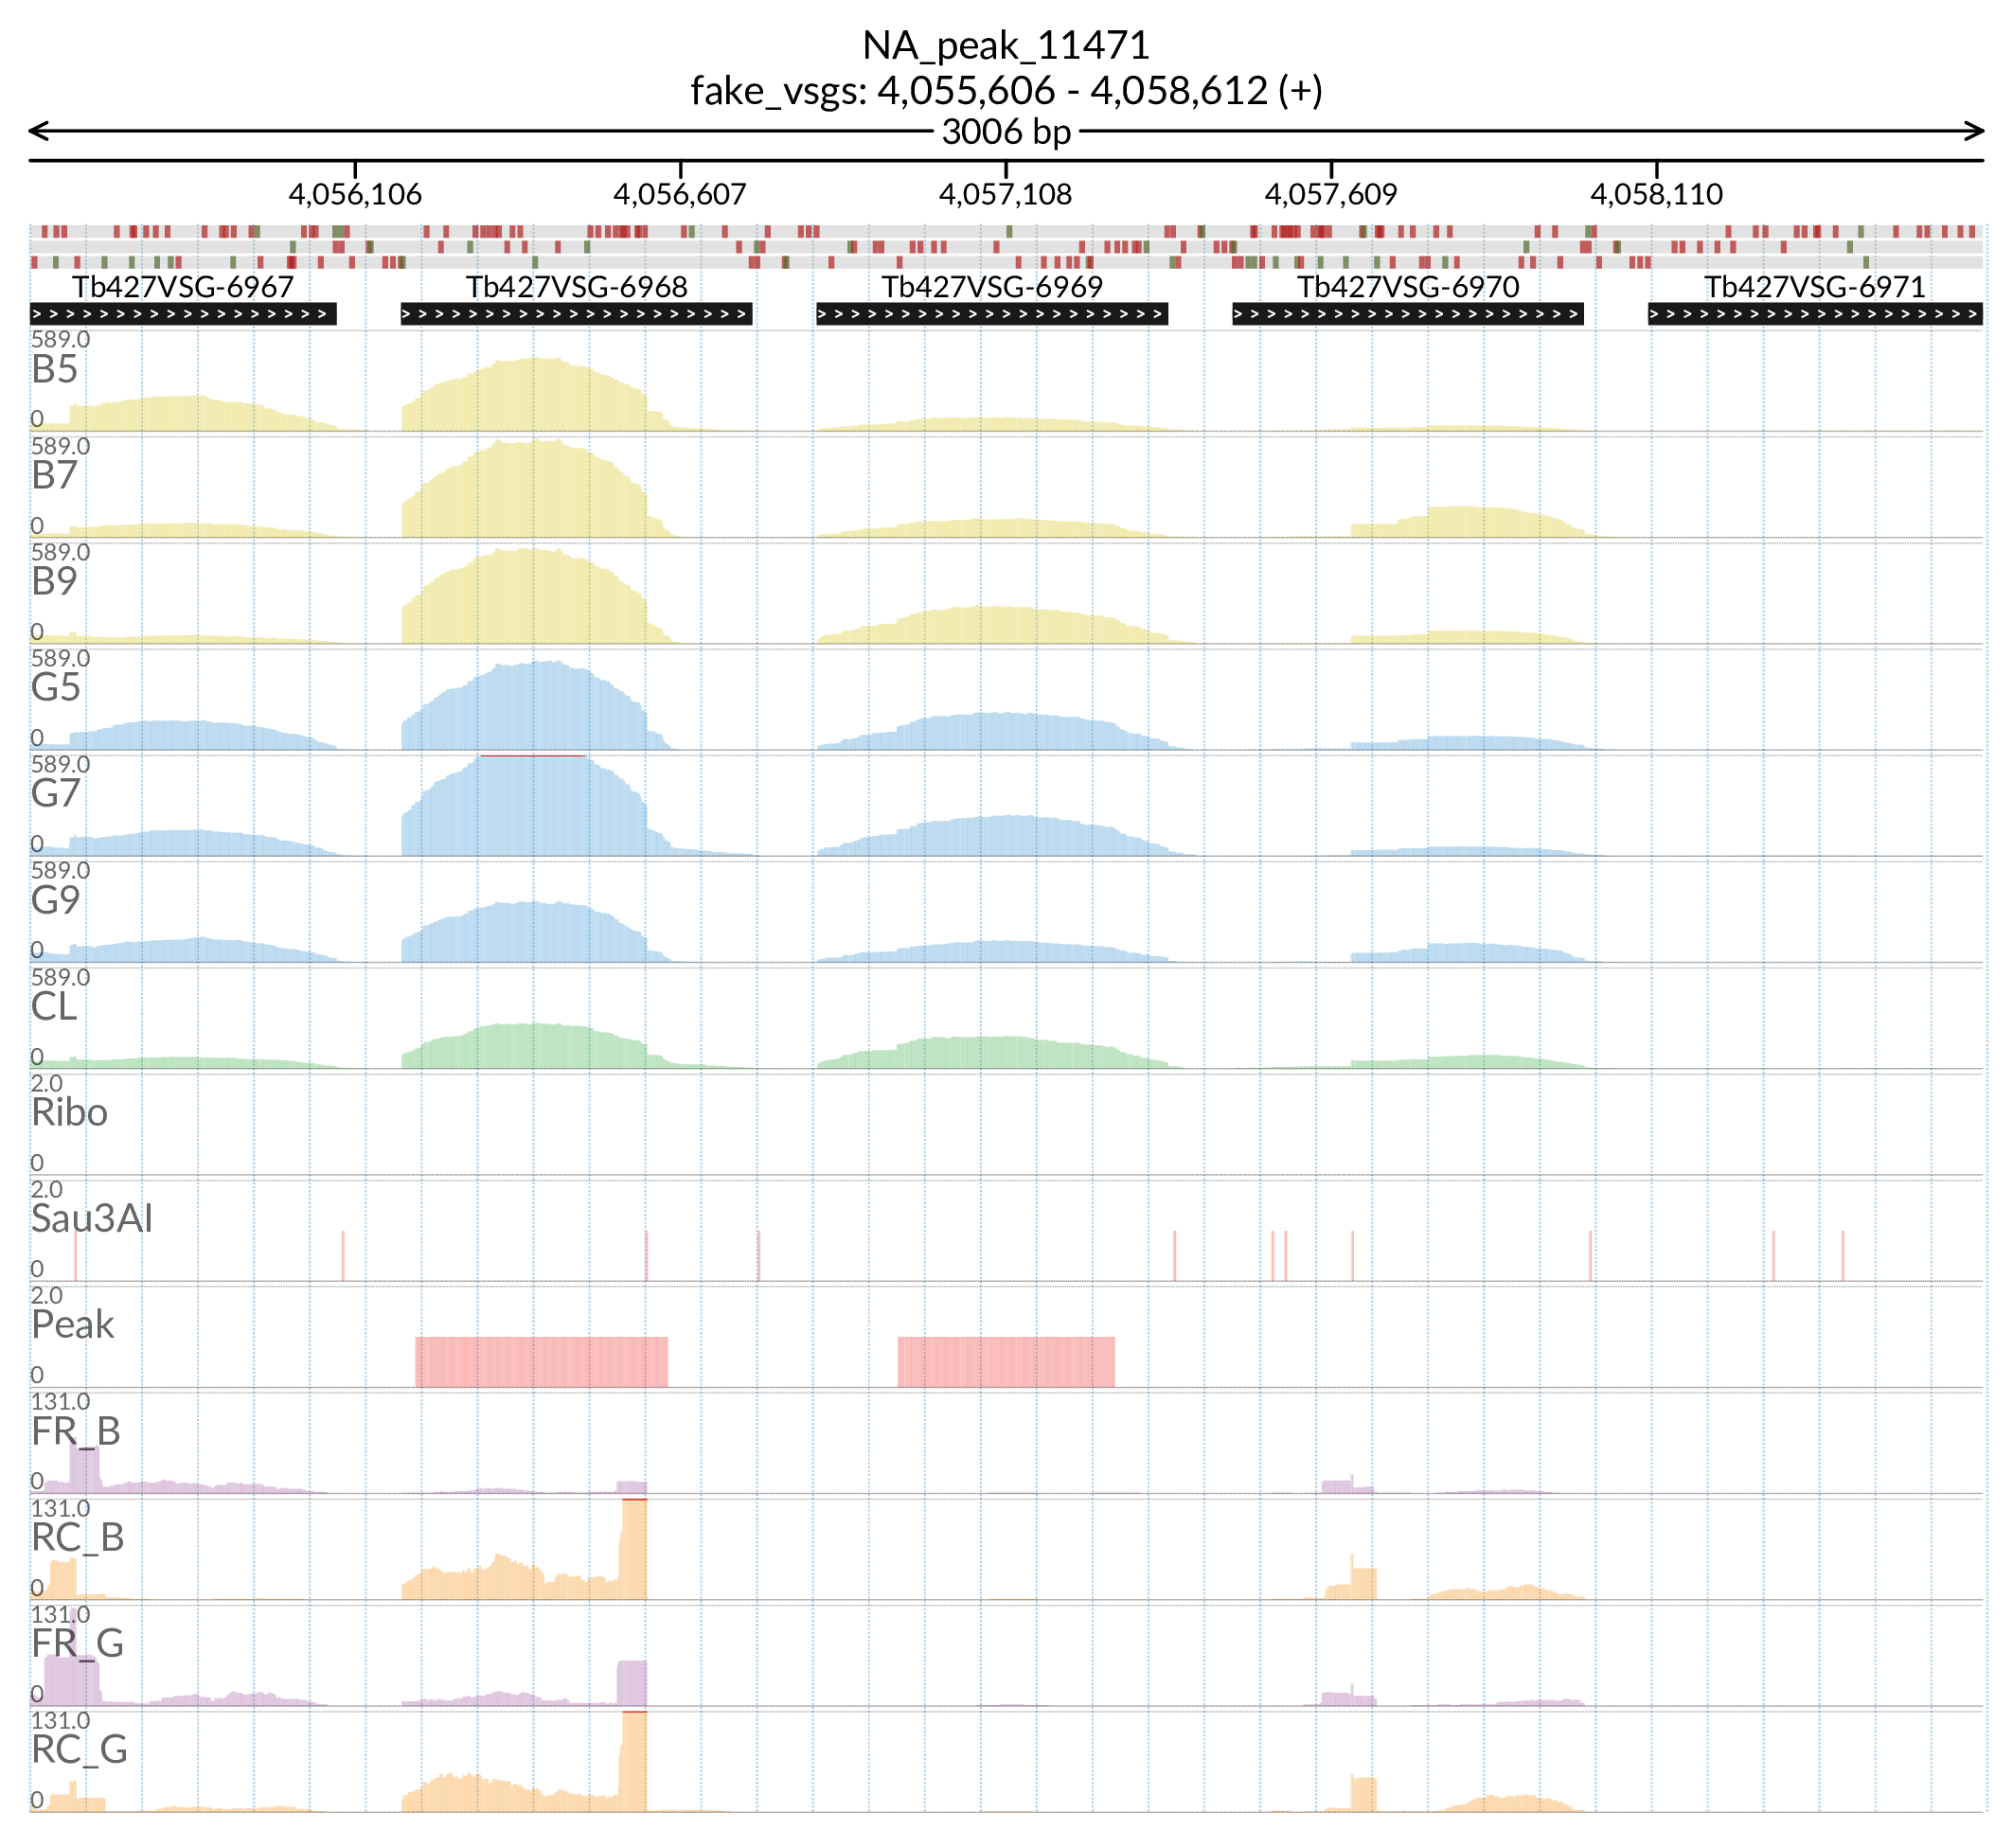 NA_peak_11471
fake_vsgs: 4,055,606 - 4,058,612 (+)
3006 bp
4,056,106 4,056,607 4,057,108 4,057,609 4,058,110
Tb427VSG-6967 Tb427VSG-6968 Tb427VSG-6969 Tb427VSG-6970 Tb427VSG-6971
589.0
B5
0
589.0
B7
0
589.0
B9
0
589.0
G5
0
589.0
G7
0
589.0
G9
0
589.0
CL
0
2.0
Ribo
0
2.0
Sau3AI
0
2.0
Peak
0
131.0
FR_B
0
131.0
RC_B
0
131.0
FR_G
0
131.0
RC_G
0